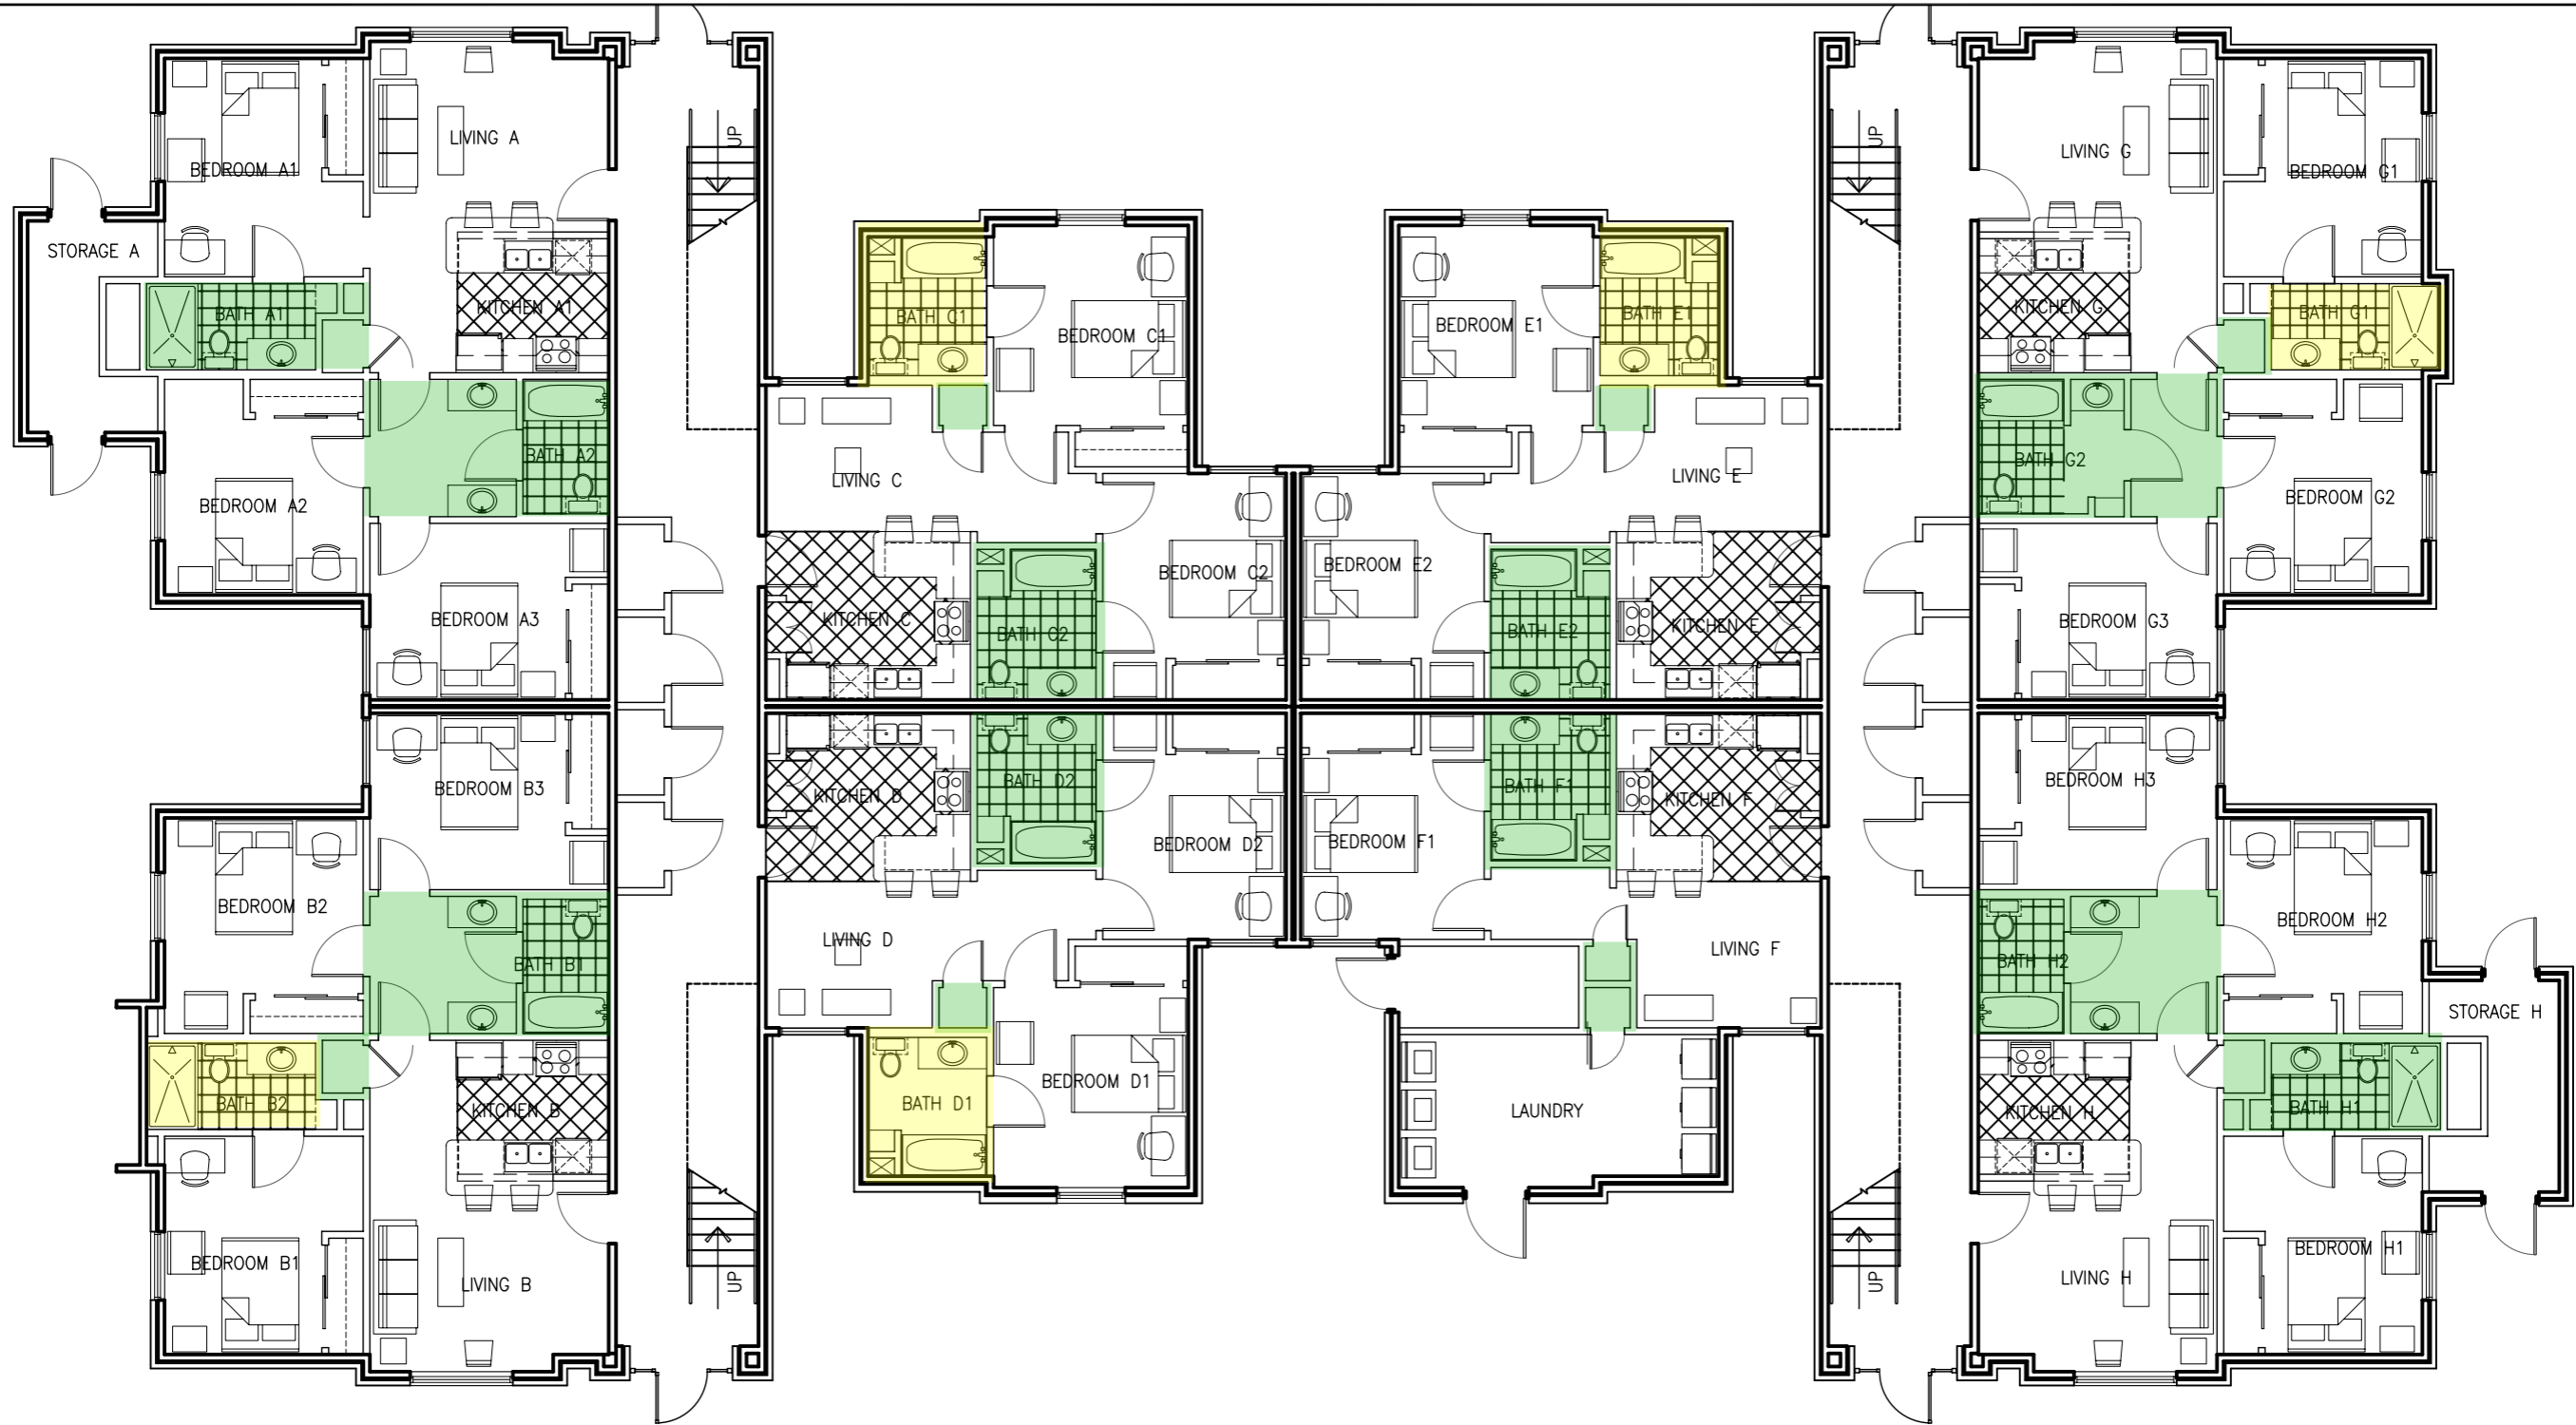 UP
UP
LIVING A
LIVING G
BEDROOM A1
BEDROOM G1
STORAGE A
KITCHEN A1
BATH A1
BATH C1
BEDROOM C1
BEDROOM E1
BATH E1
KITCHEN G
BATH G1
BATH A2
BATH G2
LIVING C
LIVING E
BEDROOM A2
BEDROOM G2
BEDROOM C2
BEDROOM E2
BEDROOM A3
KITCHEN C
BATH C2
BATH E2
KITCHEN E
BEDROOM G3
BEDROOM B3
KITCHEN D
BATH D2
BATH F1
KITCHEN F
BEDROOM H3
BEDROOM D2
BEDROOM F1
BEDROOM B2
BEDROOM H2
LIVING D
LIVING F
BATH B1
BATH H2
STORAGE H
BEDROOM D1
BATH B2
KITCHEN B
BATH D1
LAUNDRY
KITCHEN H
BATH H1
BEDROOM B1
BEDROOM H1
LIVING B
LIVING H
UP
UP